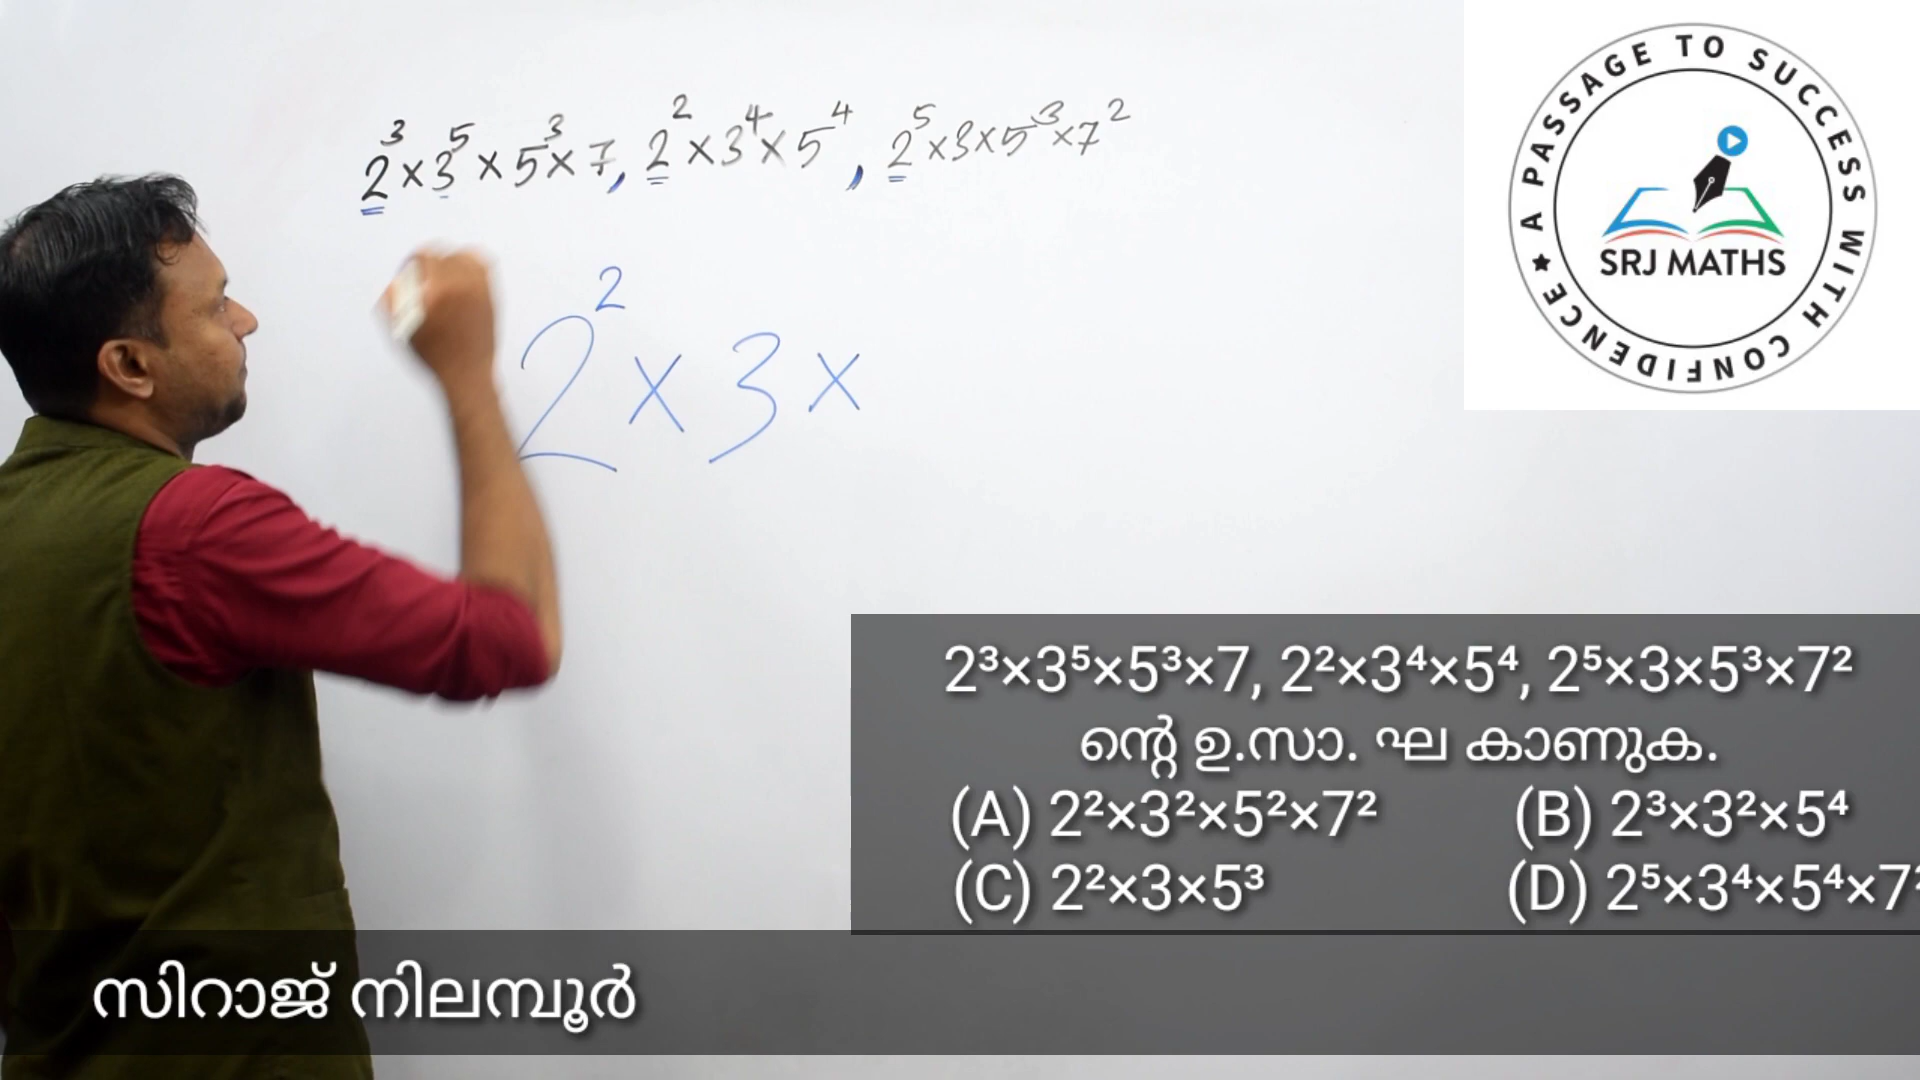 2³×3⁵×5³×7, 2²×3⁴×5⁴, 2⁵×3×5³×7²
2²×3×
A PASSAGE TO SUCCESS WITH CONFIDENCE ★
SRJ MATHS
2³×3⁵×5³×7, 2²×3⁴×5⁴, 2⁵×3×5³×7²
ന്റെ ഉ.സാ. ഘ കാണുക.
(A) 2²×3²×5²×7² (B) 2³×3²×5⁴
(C) 2²×3×5³ (D) 2⁵×3⁴×5⁴×7²
സിറാജ് നിലമ്പൂർ